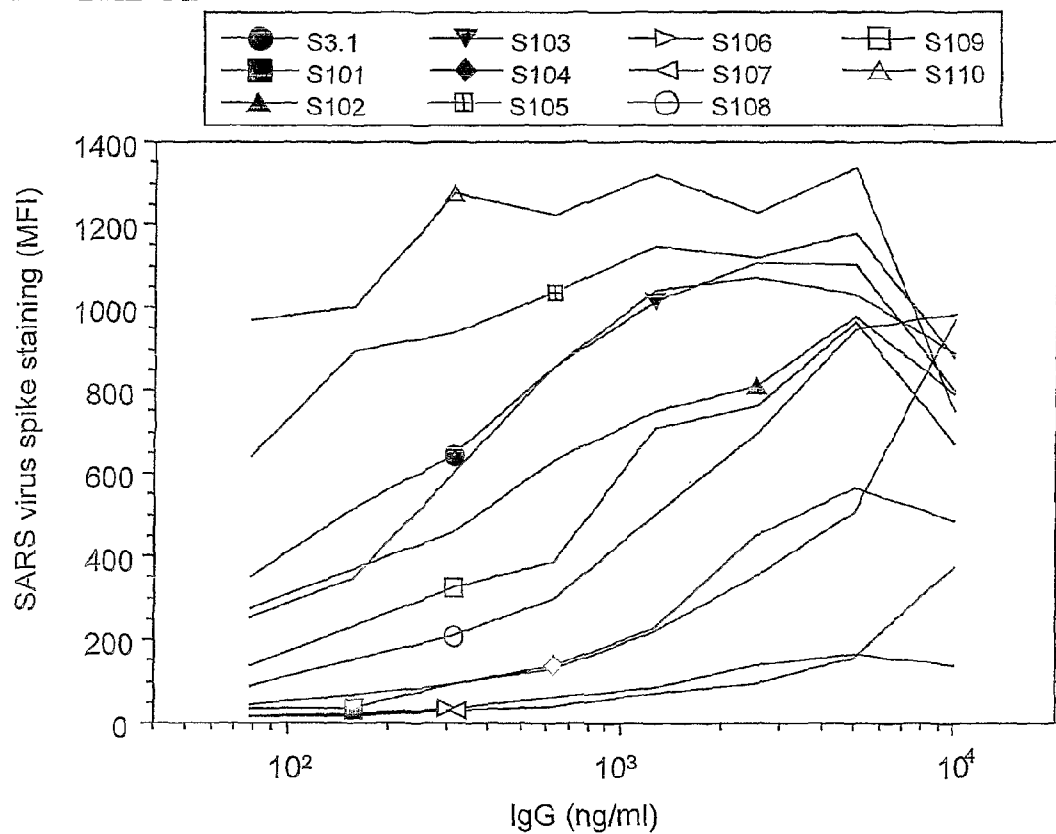 S3.1 S103 S106 S109
S101 S104 S107 S110
S102 S105 S108
1400
1200
1000
800
600
400
200
0
SARS virus spike staining (MFI)
10² 10³ 10⁴
IgG (ng/ml)